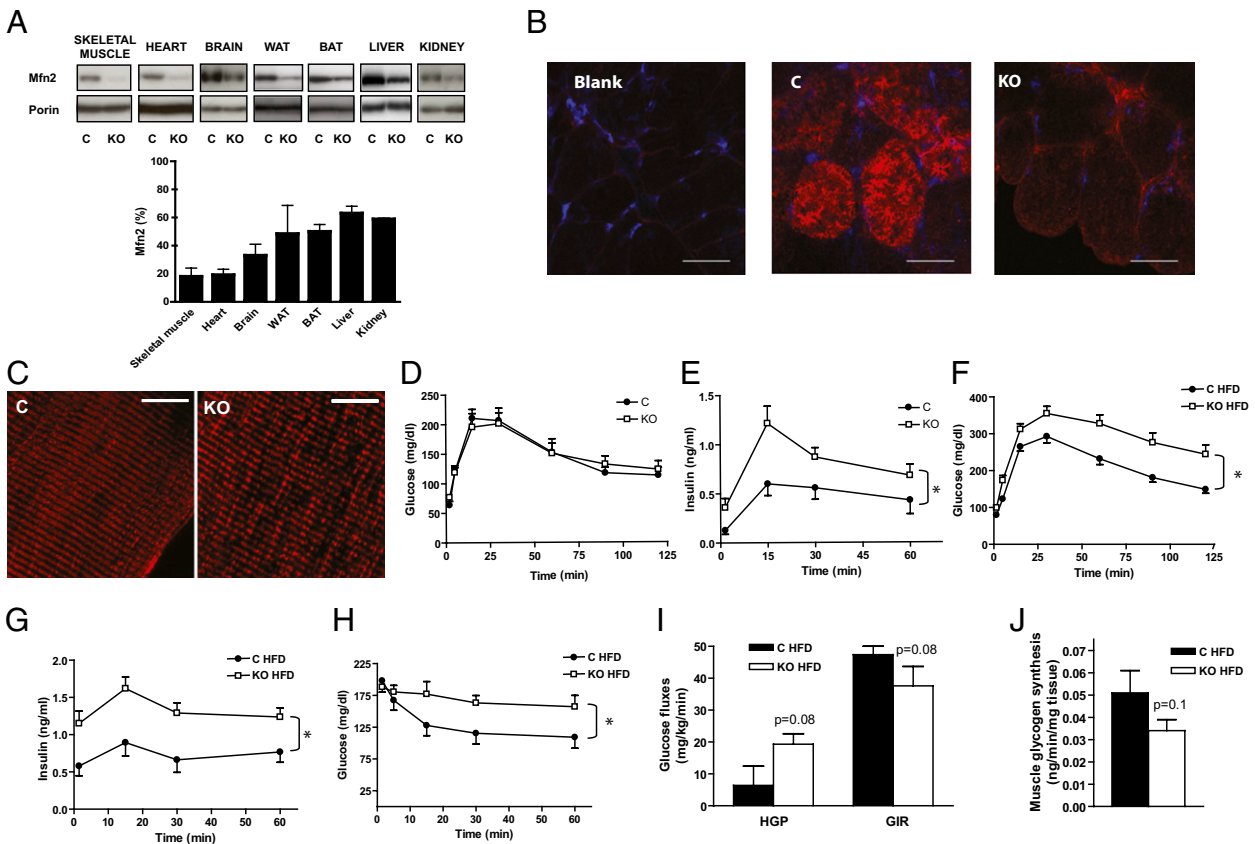 A
SKELETAL MUSCLE HEART BRAIN WAT BAT LIVER KIDNEY
Mfn2
Porin
C KO C KO C KO C KO C KO C KO C KO
Mfn2 (%)
100
80
60
40
20
0
Skeletal muscle Heart Brain WAT BAT Liver Kidney
B
Blank C KO
C
C KO
D
Glucose (mg/dl)
250
200
150
100
50
0
C
KO
0 25 50 75 100 125
Time (min)
E
Insulin (ng/ml)
1.5
1.0
0.5
0.0
C
KO
*
0 15 30 45 60
Time (min)
F
Glucose (mg/dl)
400
300
200
100
0
C HFD
KO HFD
*
0 25 50 75 100 125
Time (min)
G
Insulin (ng/ml)
2.0
1.5
1.0
0.5
0.0
C HFD
KO HFD
*
0 10 20 30 40 50 60
Time (min)
H
Glucose (mg/dl)
225
175
125
75
25
C HFD
KO HFD
*
0 10 20 30 40 50 60
Time (min)
I
Glucose fluxes
(mg/kg/min)
50
40
30
20
10
0
C HFD
KO HFD
p=0.08
p=0.08
HGP GIR
J
Muscle glycogen synthesis
(ng/min/mg tissue)
0.07
0.06
0.05
0.04
0.03
0.02
0.01
0.00
C HFD
KO HFD
p=0.1